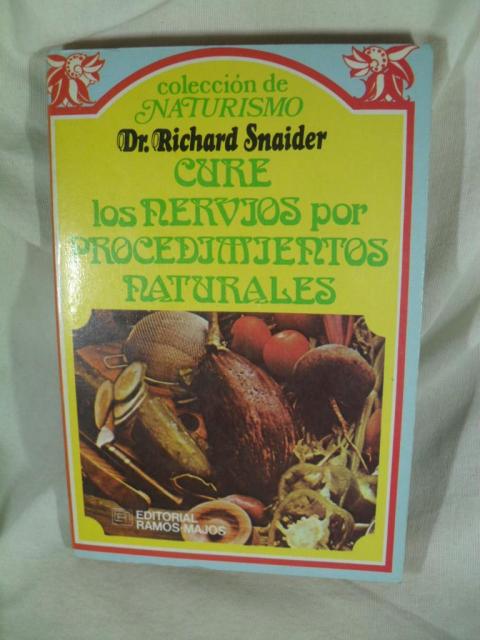 colección de
NATURISMO
Dr. Richard Snaider
CURE
los NERVIOS por
PROCEDIMIENTOS
NATURALES
EDITORIAL
RAMOS-MAJOS